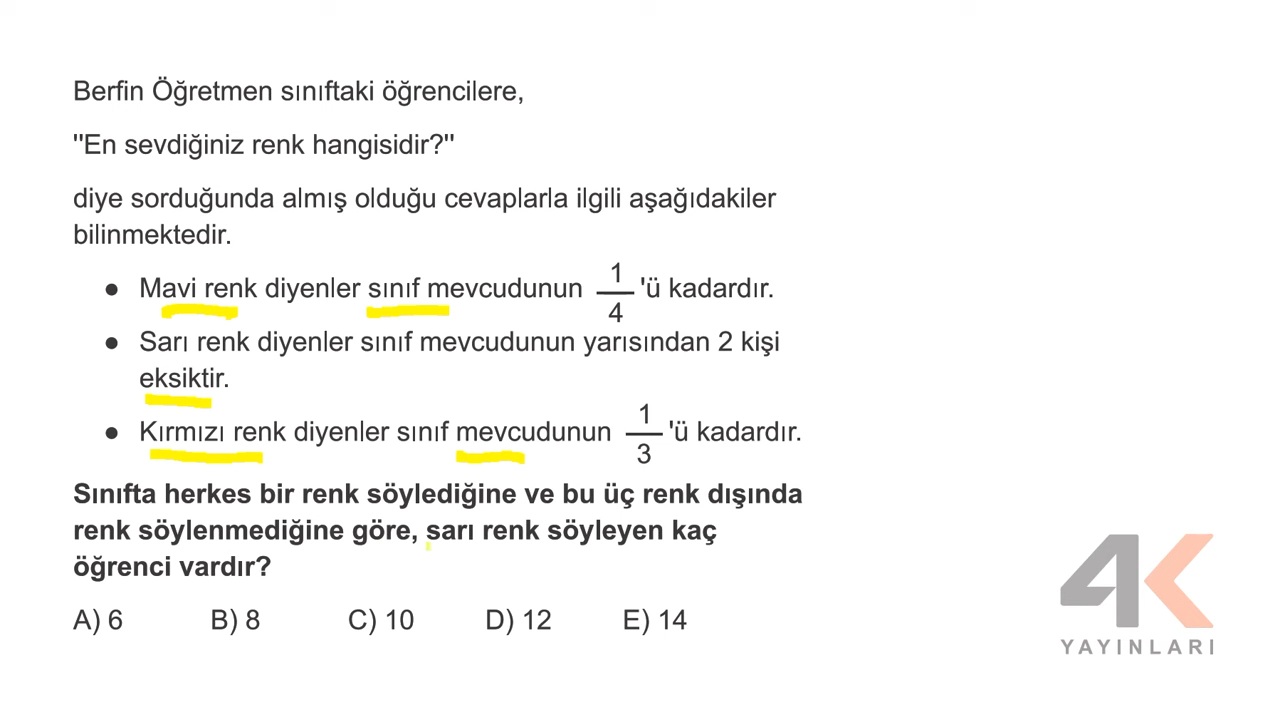 Berfin Öğretmen sınıftaki öğrencilere,
"En sevdiğiniz renk hangisidir?"
diye sorduğunda almış olduğu cevaplarla ilgili aşağıdakiler
bilinmektedir.
● Mavi renk diyenler sınıf mevcudunun 1/4 'ü kadardır.
● Sarı renk diyenler sınıf mevcudunun yarısından 2 kişi
eksiktir.
● Kırmızı renk diyenler sınıf mevcudunun 1/3 'ü kadardır.
Sınıfta herkes bir renk söylediğine ve bu üç renk dışında
renk söylenmediğine göre, sarı renk söyleyen kaç
öğrenci vardır?
A) 6 B) 8 C) 10 D) 12 E) 14
4K
YAYINLARI